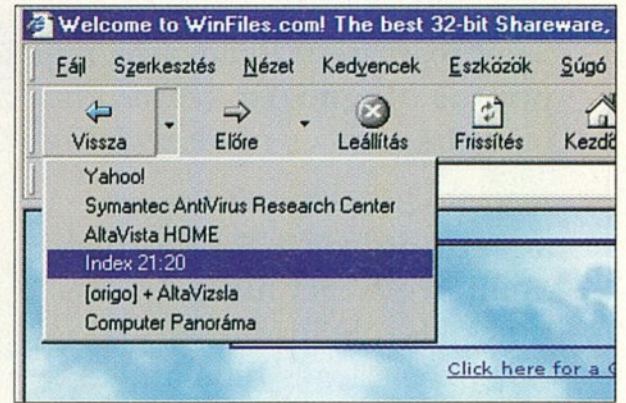 Welcome to WinFiles.com! The best 32-bit Shareware,
Fájl Szerkesztés Nézet Kedvencek Eszközök Súgó
Vissza Előre Leállítás Frissítés
Yahoo!
Symantec AntiVirus Research Center
AltaVista HOME
Index 21:20
[origo] + AltaVizsla
Computer Panoráma
Click here for a